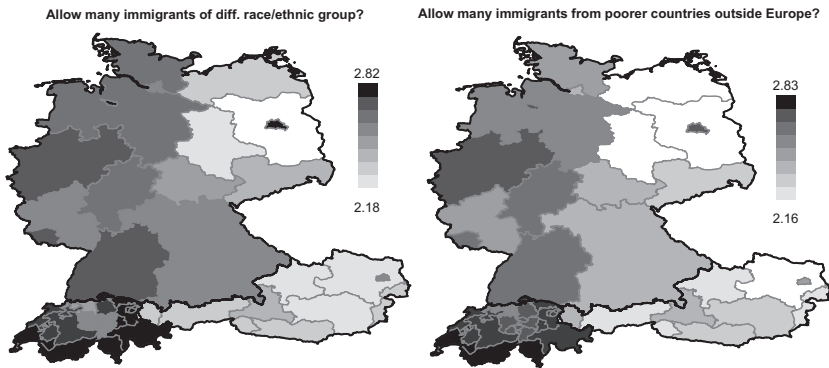 Allow many immigrants of diff. race/ethnic group?
2.82
2.18
Allow many immigrants from poorer countries outside Europe?
2.83
2.16